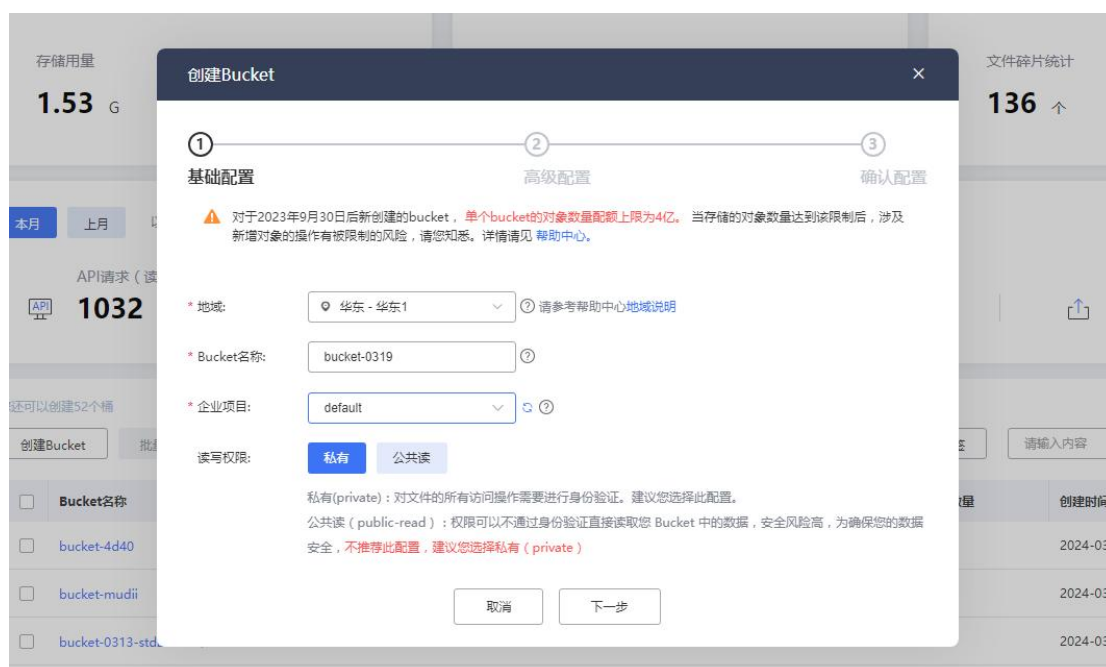 存储用量
文件碎片统计
1.53 G
136 个
创建Bucket
1
2
3
基础配置
高级配置
确认配置
对于2023年9月30日后新创建的bucket，单个bucket的对象数量配额上限为4亿。 当存储的对象数量达到该限制后，涉及
新增对象的操作有被限制的风险，请您知悉。详情请见 帮助中心。
本月
上月
API请求（读
API
1032
* 地域:
华东 - 华东1
请参考帮助中心地域说明
* Bucket名称:
bucket-0319
还可以创建52个桶
* 企业项目:
default
创建Bucket
请输入内容
读写权限:
私有
公共读
私有(private)：对文件的所有访问操作需要进行身份验证。建议您选择此配置。
公共读（public-read）：权限可以不通过身份验证直接读取您 Bucket 中的数据，安全风险高，为确保您的数据
安全，不推荐此配置，建议您选择私有（private）
Bucket名称
量
创建时间
bucket-4d40
2024-03
bucket-mudii
2024-03
取消
下一步
bucket-0313-std
2024-03